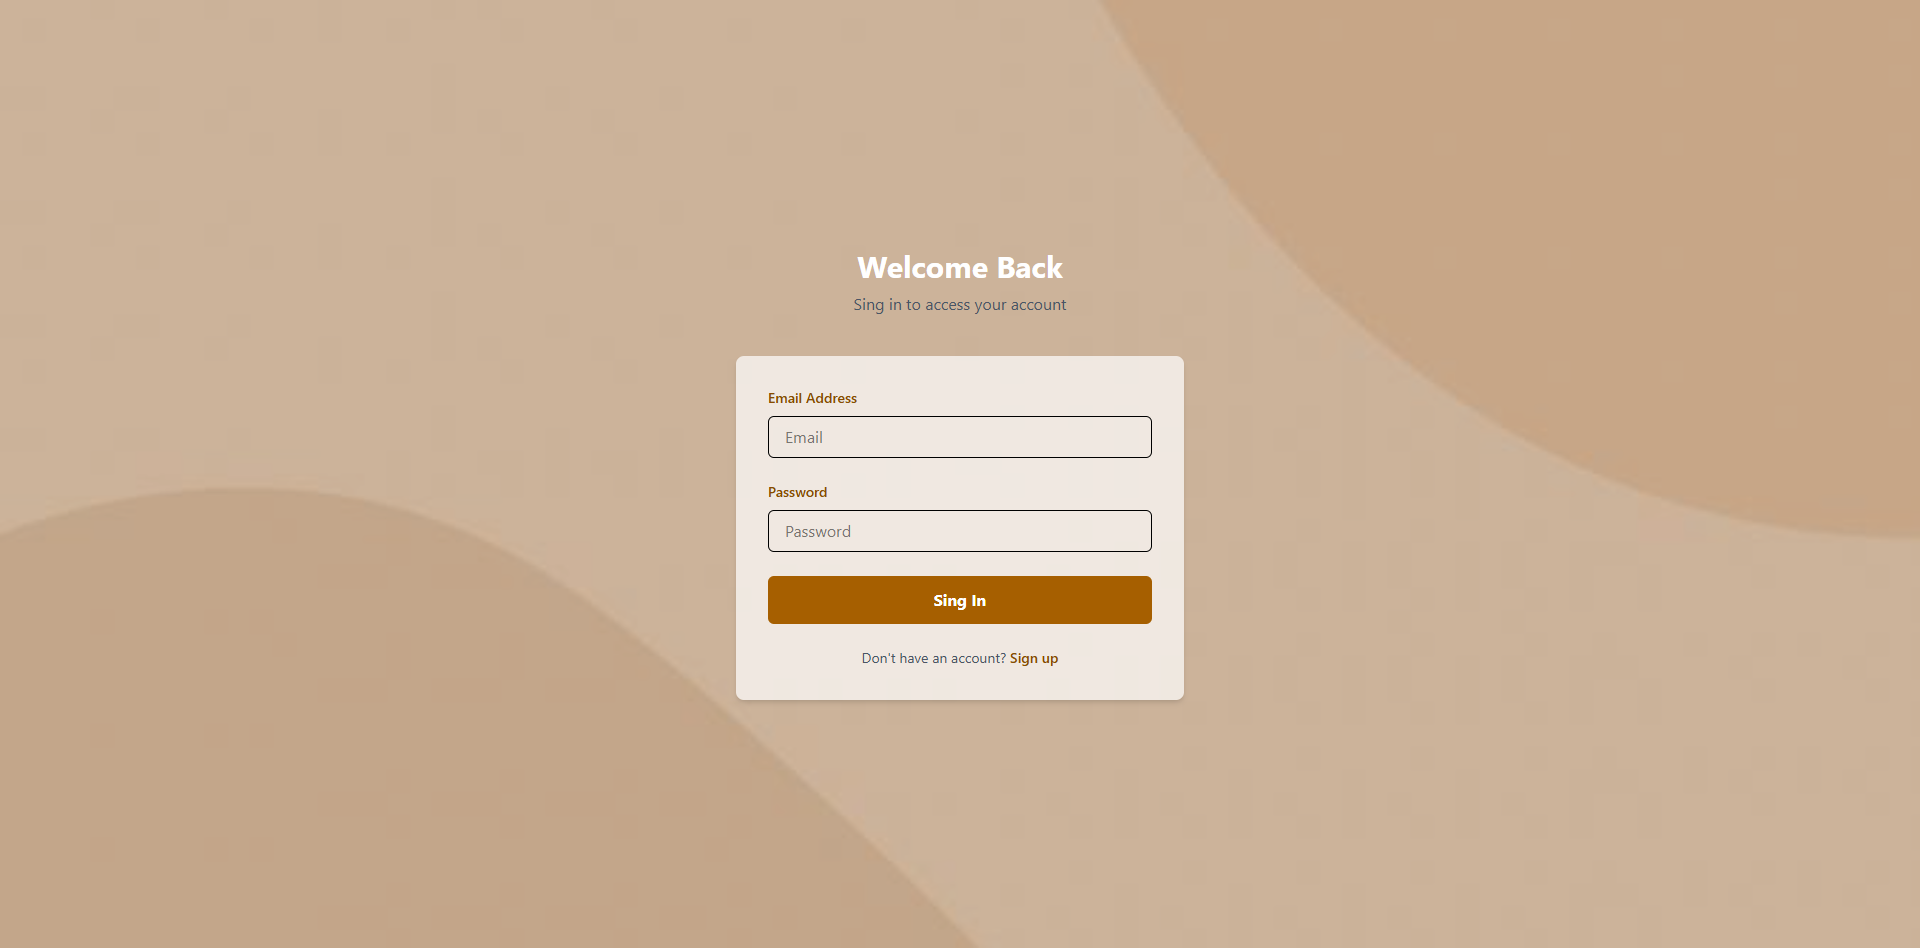 Welcome Back
Sing in to access your account
Email Address
Email
Password
Password
Sing In
Don't have an account? Sign up